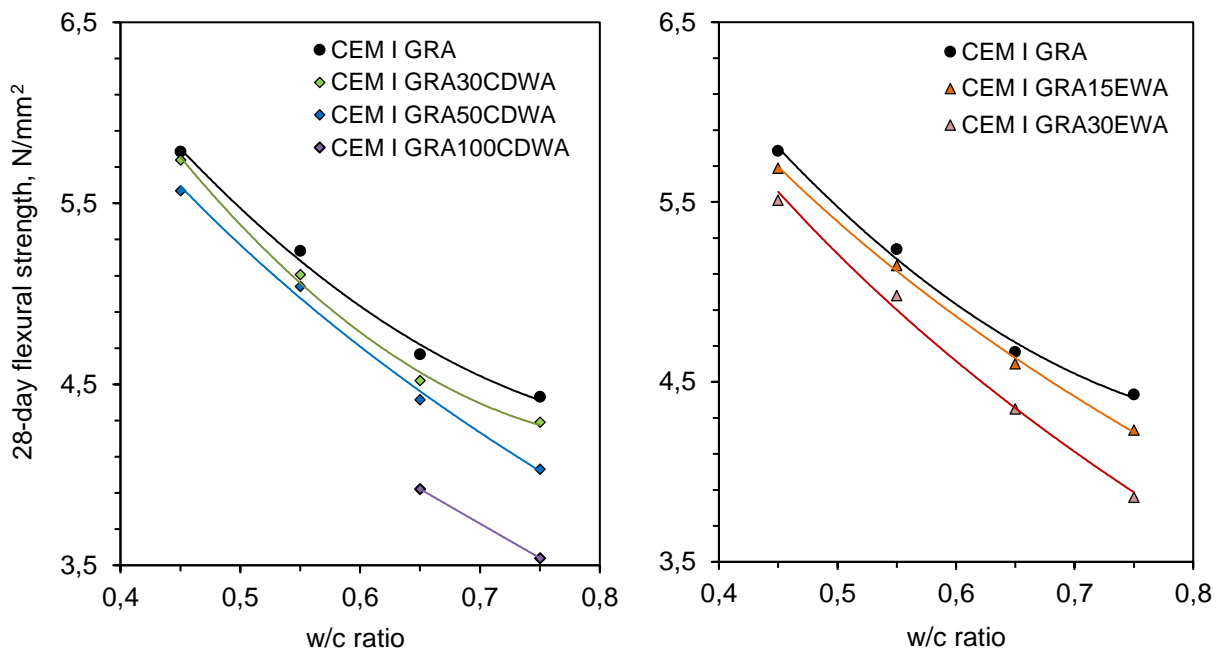 28-day flexural strength, N/mm²
6,5
5,5
4,5
3,5
0,4
0,5
0,6
0,7
0,8
w/c ratio
CEM I GRA
CEM I GRA30CDWA
CEM I GRA50CDWA
CEM I GRA100CDWA
6,5
5,5
4,5
3,5
0,4
0,5
0,6
0,7
0,8
w/c ratio
CEM I GRA
CEM I GRA15EWA
CEM I GRA30EWA